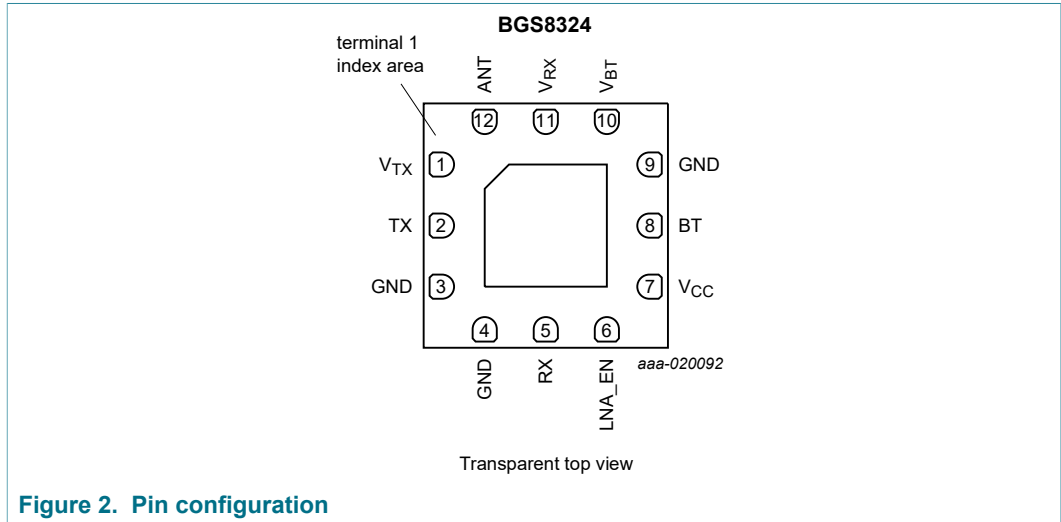 BGS8324
terminal 1
index area
ANT
VRX
VBT
12
11
10
VTX
1
9
GND
TX
2
8
BT
GND
3
7
VCC
4
5
6
GND
RX
LNA_EN
aaa-020092
Transparent top view
Figure 2. Pin configuration